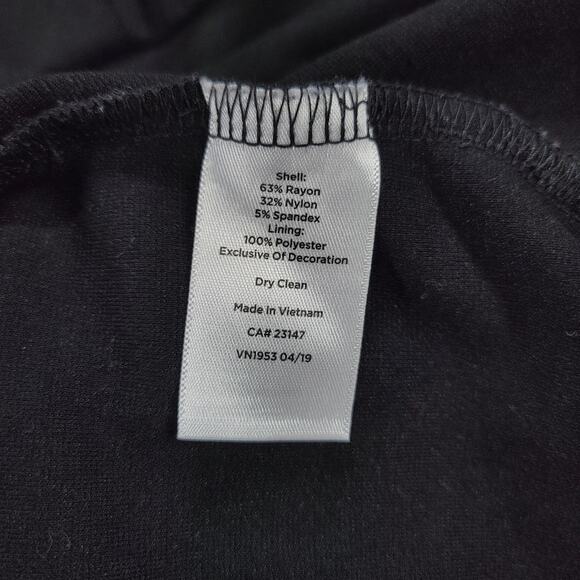 Shell:
63% Rayon
32% Nylon
5% Spandex
Lining:
100% Polyester
Exclusive Of Decoration
Dry Clean
Made In Vietnam
CA# 23147
VN1953 04/19